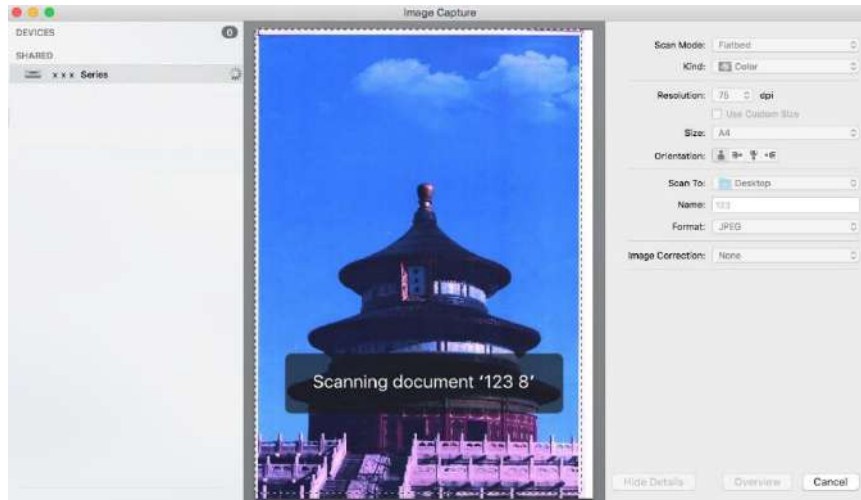 Image Capture
DEVICES
0
SHARED
x x x Series
Scanning document ‘123 8’
Scan Mode: Flatbed
Kind: Color
Resolution: 75 dpi
Use Custom Size
Size: A4
Orientation:
Scan To: Desktop
Name: 123
Format: JPEG
Image Correction: None
Hide Details
Overview
Cancel